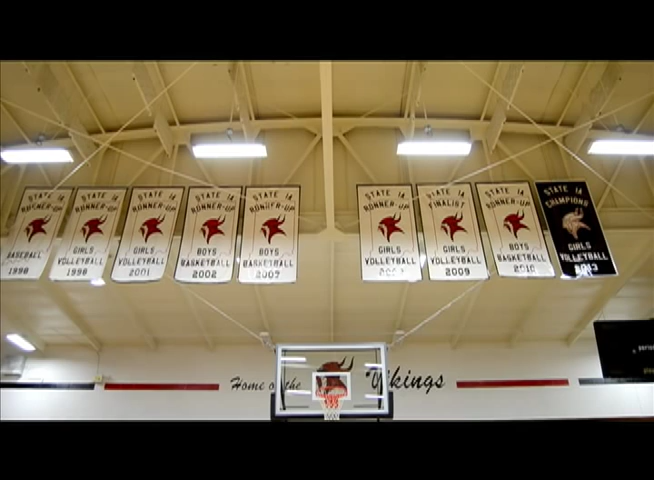 STATE 1A
RUNNER-UP
BASEBALL
1998
STATE 1A
RUNNER-UP
GIRLS
VOLLEYBALL
1998
STATE 1A
RUNNER-UP
GIRLS
VOLLEYBALL
2001
STATE 1A
RUNNER-UP
BOYS
BASKETBALL
2002
STATE 1A
RUNNER-UP
BOYS
BASKETBALL
STATE 1A
RUNNER-UP
GIRLS
VOLLEYBALL
STATE 1A
FINALIST
GIRLS
VOLLEYBALL
2009
STATE 1A
RUNNER-UP
BOYS
BASKETBALL
2010
STATE 1A
CHAMPIONS
GIRLS
VOLLEYBALL
2013
Home of the Vikings